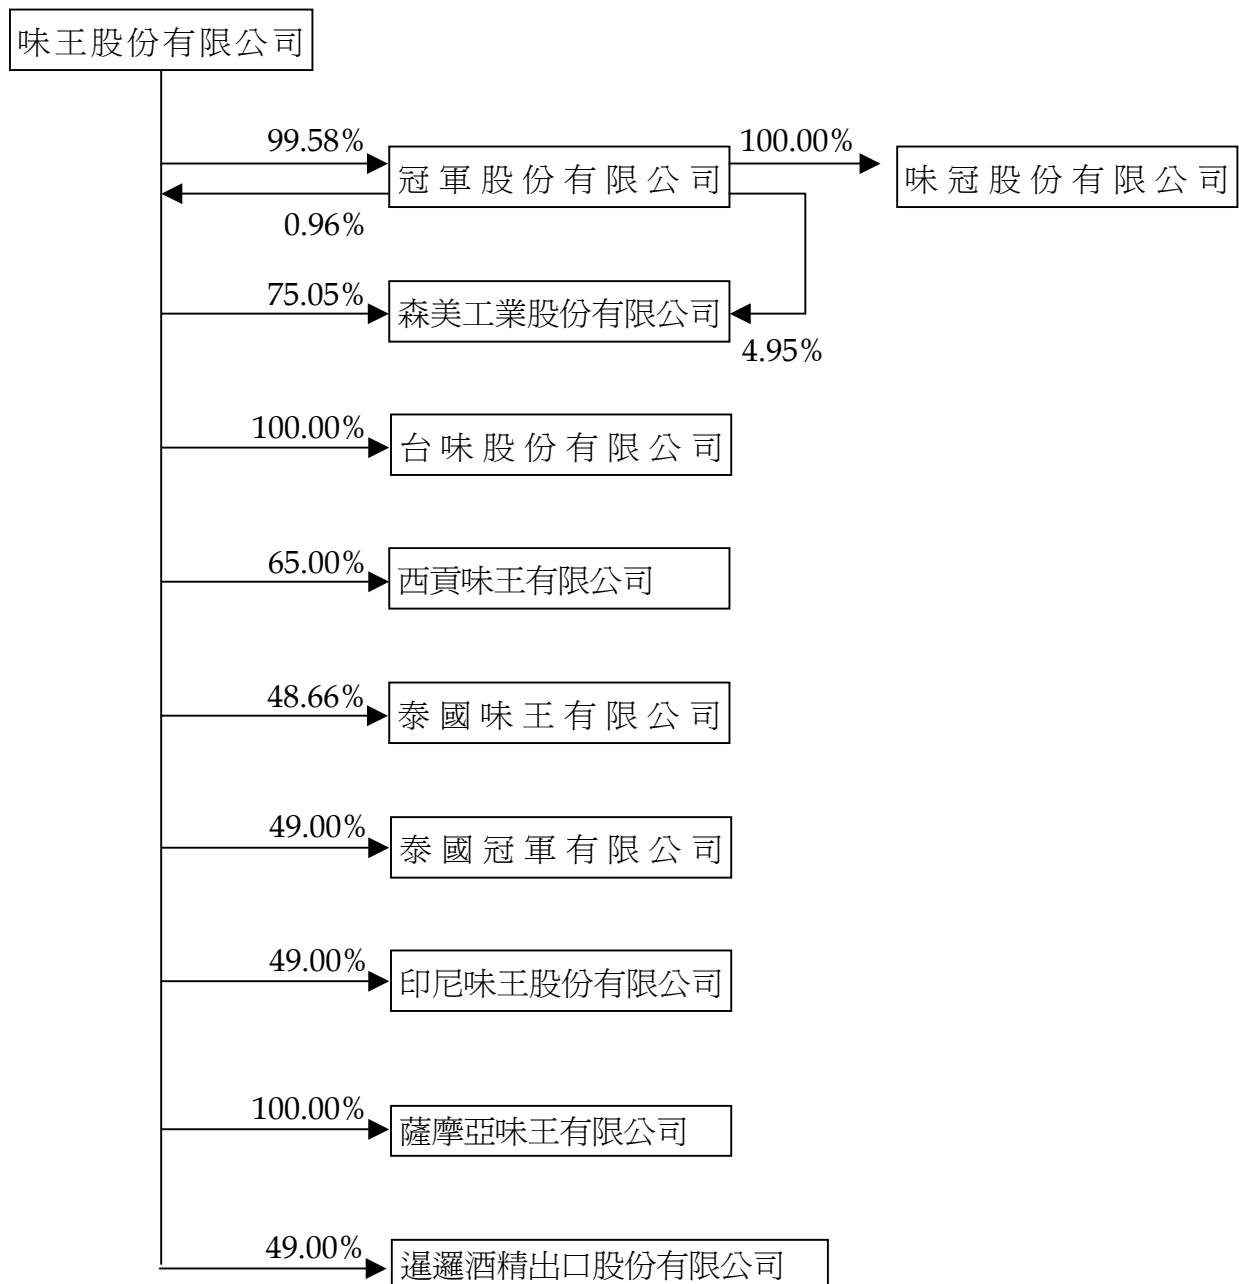 味王股份有限公司
99.58%
冠軍股份有限公司
100.00%
味冠股份有限公司
0.96%
75.05%
森美工業股份有限公司
4.95%
100.00%
台味股份有限公司
65.00%
西貢味王有限公司
48.66%
泰國味王有限公司
49.00%
泰國冠軍有限公司
49.00%
印尼味王股份有限公司
100.00%
薩摩亞味王有限公司
49.00%
暹邏酒精出口股份有限公司